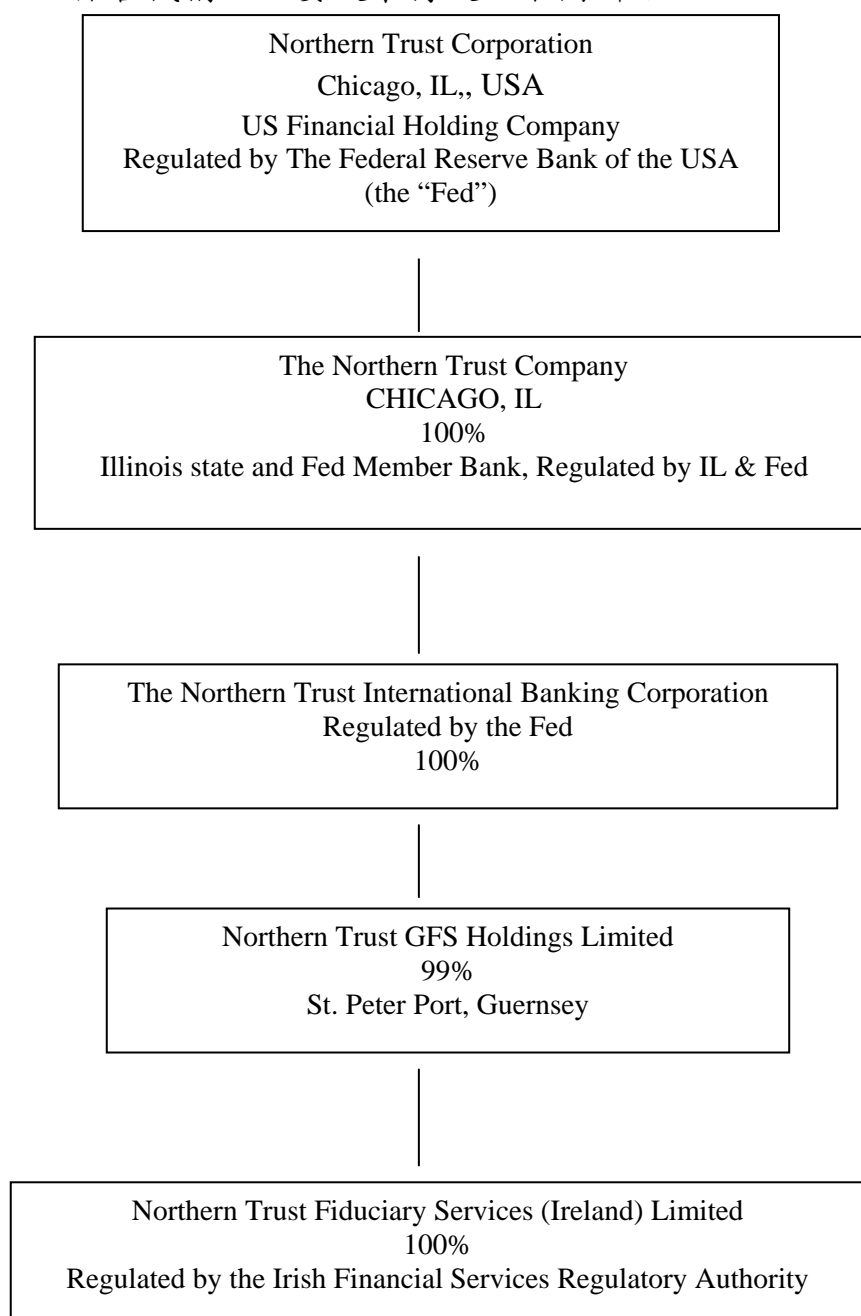 Northern Trust Corporation
Chicago, IL,, USA
US Financial Holding Company
Regulated by The Federal Reserve Bank of the USA
(the “Fed”)
The Northern Trust Company
CHICAGO, IL
100%
Illinois state and Fed Member Bank, Regulated by IL & Fed
The Northern Trust International Banking Corporation
Regulated by the Fed
100%
Northern Trust GFS Holdings Limited
99%
St. Peter Port, Guernsey
Northern Trust Fiduciary Services (Ireland) Limited
100%
Regulated by the Irish Financial Services Regulatory Authority